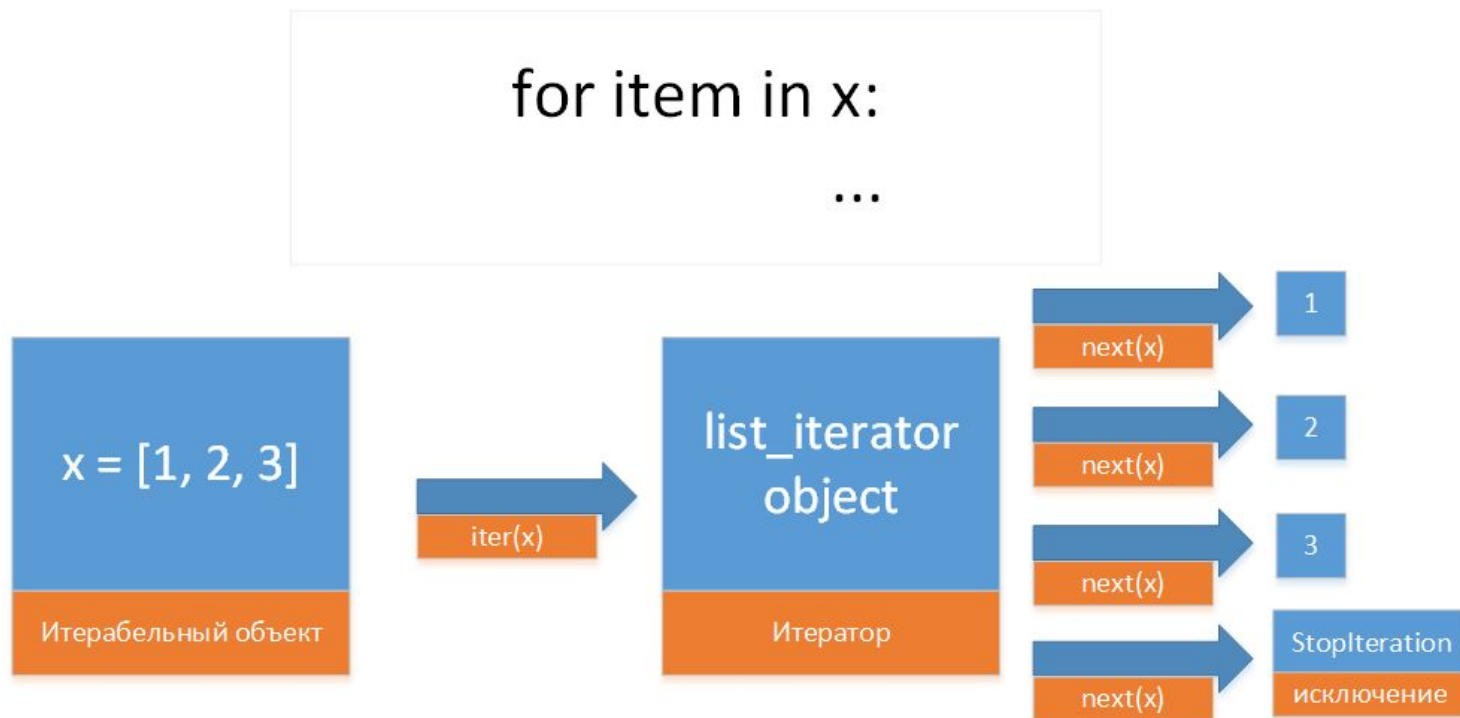 for item in x:
...
x = [1, 2, 3]
Итерабельный объект
iter(x)
list_iterator
object
Итератор
next(x)
1
next(x)
2
next(x)
3
next(x)
StopIteration
исключение